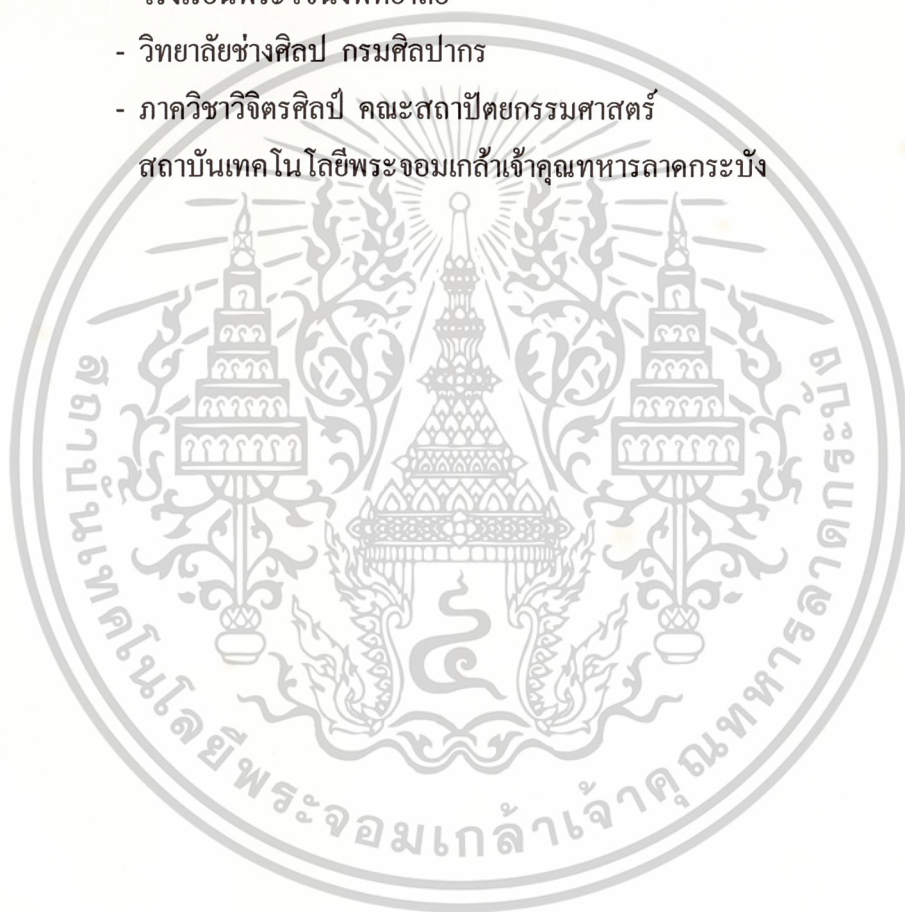 - วิทยาลัยช่างศิลป กรมศิลปากร
- ภาควิชาวิจิตรศิลป์ คณะสถาปัตยกรรมศาสตร์
สถาบันเทคโนโลยีพระจอมเกล้าเจ้าคุณทหารลาดกระบัง
๔
สถาบันเทคโนโลยีพระจอมเกล้าเจ้าคุณทหารลาดกระบัง